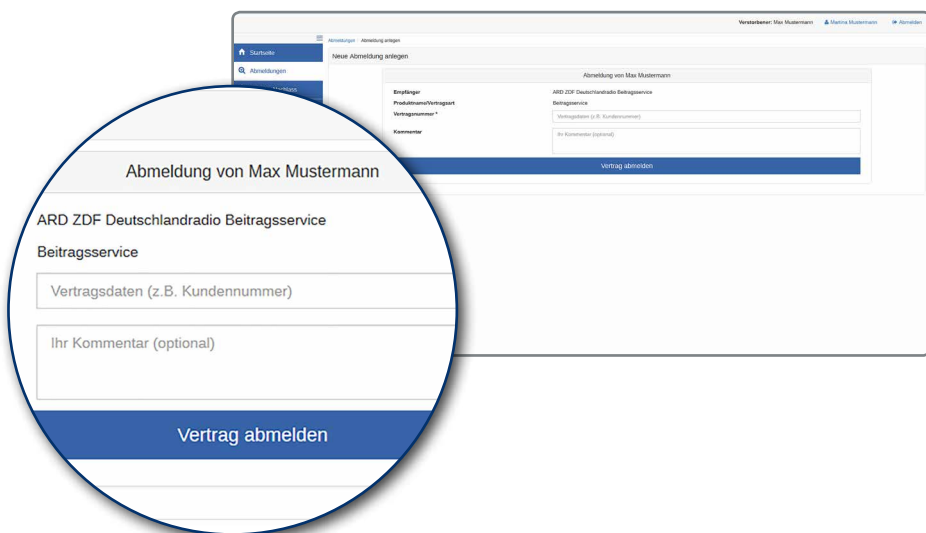 Verstorbener: Max Mustermann Martina Mustermann Abmelden
Abmeldungen / Abmeldung anlegen
Startseite
Neue Abmeldung anlegen
Abmeldungen
Abmeldung von Max Mustermann
Empfänger ARD ZDF Deutschlandradio Beitragsservice
Produktname/Vertragsart Beitragsservice
Vertragsnummer * Vertragsdaten (z.B. Kundennummer)
Kommentar Ihr Kommentar (optional)
Vertrag abmelden
Abmeldung von Max Mustermann
ARD ZDF Deutschlandradio Beitragsservice
Beitragsservice
Vertragsdaten (z.B. Kundennummer)
Ihr Kommentar (optional)
Vertrag abmelden